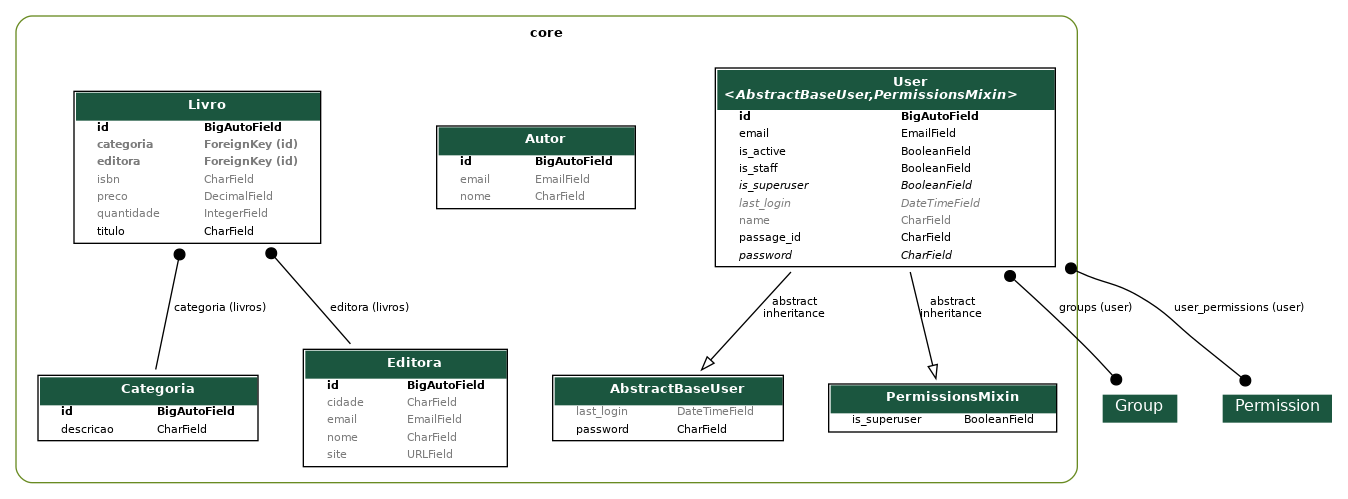 core
Livro
id BigAutoField
categoria ForeignKey (id)
editora ForeignKey (id)
isbn CharField
preco DecimalField
quantidade IntegerField
titulo CharField
Autor
id BigAutoField
email EmailField
nome CharField
User
<AbstractBaseUser,PermissionsMixin>
id BigAutoField
email EmailField
is_active BooleanField
is_staff BooleanField
is_superuser BooleanField
last_login DateTimeField
name CharField
passage_id CharField
password CharField
categoria (livros)
editora (livros)
abstract
inheritance
abstract
inheritance
groups (user)
user_permissions (user)
Categoria
id BigAutoField
descricao CharField
Editora
id BigAutoField
cidade CharField
email EmailField
nome CharField
site URLField
AbstractBaseUser
last_login DateTimeField
password CharField
PermissionsMixin
is_superuser BooleanField
Group
Permission